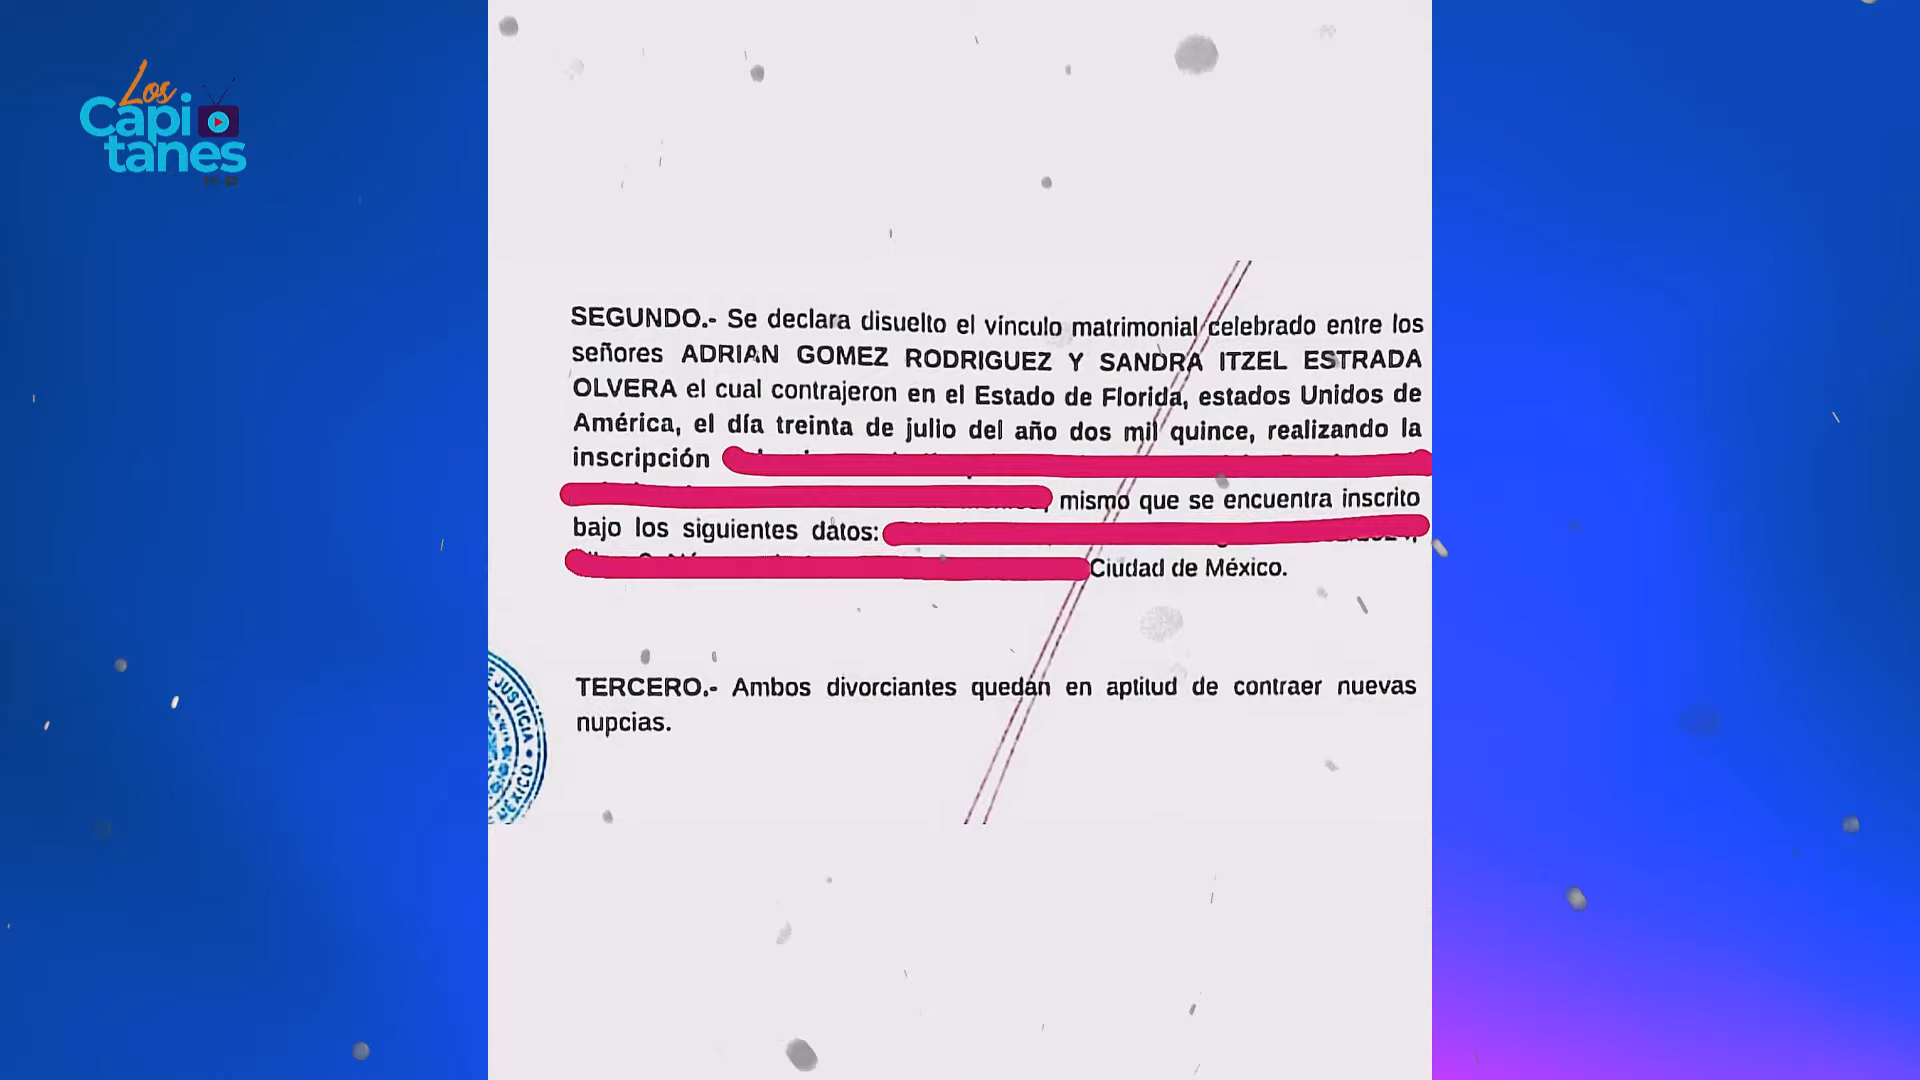 Los
Capi
tanes
HD
SEGUNDO.- Se declara disuelto el vínculo matrimonial celebrado entre los
señores ADRIAN GOMEZ RODRIGUEZ Y SANDRA ITZEL ESTRADA
OLVERA el cual contrajeron en el Estado de Florida, estados Unidos de
América, el día treinta de julio del año dos mil quince, realizando la
inscripción
mismo que se encuentra inscrito
bajo los siguientes datos:
Ciudad de México.
TERCERO.- Ambos divorciantes quedan en aptitud de contraer nuevas
nupcias.
E JUSTICIA
MÉXICO